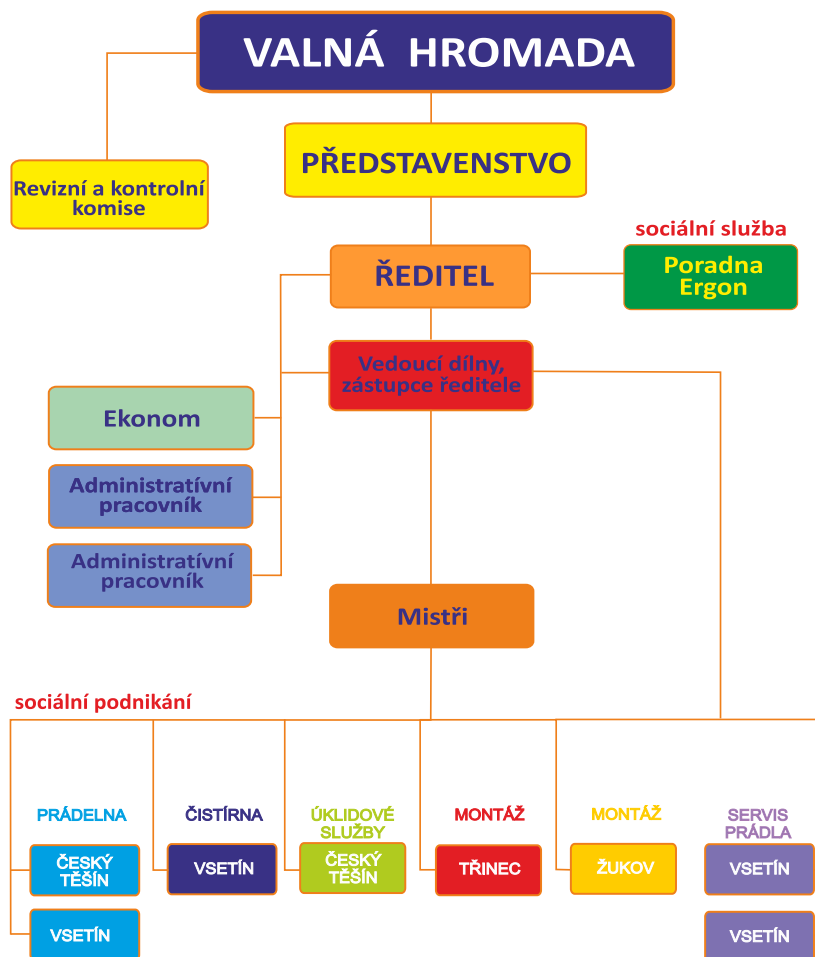 VALNÁ HROMADA
PŘEDSTAVENSTVO
Revizní a kontrolní
komise
sociální služba
Poradna
Ergon
ŘEDITEL
Vedoucí dílny,
zástupce ředitele
Ekonom
Administratívní
pracovník
Administratívní
pracovník
Mistři
sociální podnikání
PRÁDELNA
ČESKÝ
TĚŠÍN
VSETÍN
ČISTÍRNA
VSETÍN
ÚKLIDOVÉ
SLUŽBY
ČESKÝ
TĚŠÍN
MONTÁŽ
TŘINEC
MONTÁŽ
ŽUKOV
SERVIS
PRÁDLA
VSETÍN
VSETÍN